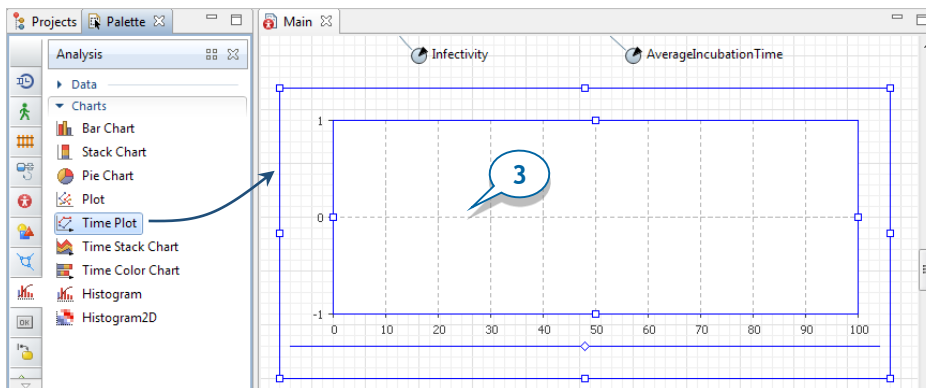 Projects Palette
Main
Analysis
Data
Charts
Bar Chart
Stack Chart
Pie Chart
Plot
Time Plot
Time Stack Chart
Time Color Chart
Histogram
Histogram2D
OK
Infectivity
AverageIncubationTime
3
1
0
-1
0 10 20 30 40 50 60 70 80 90 100